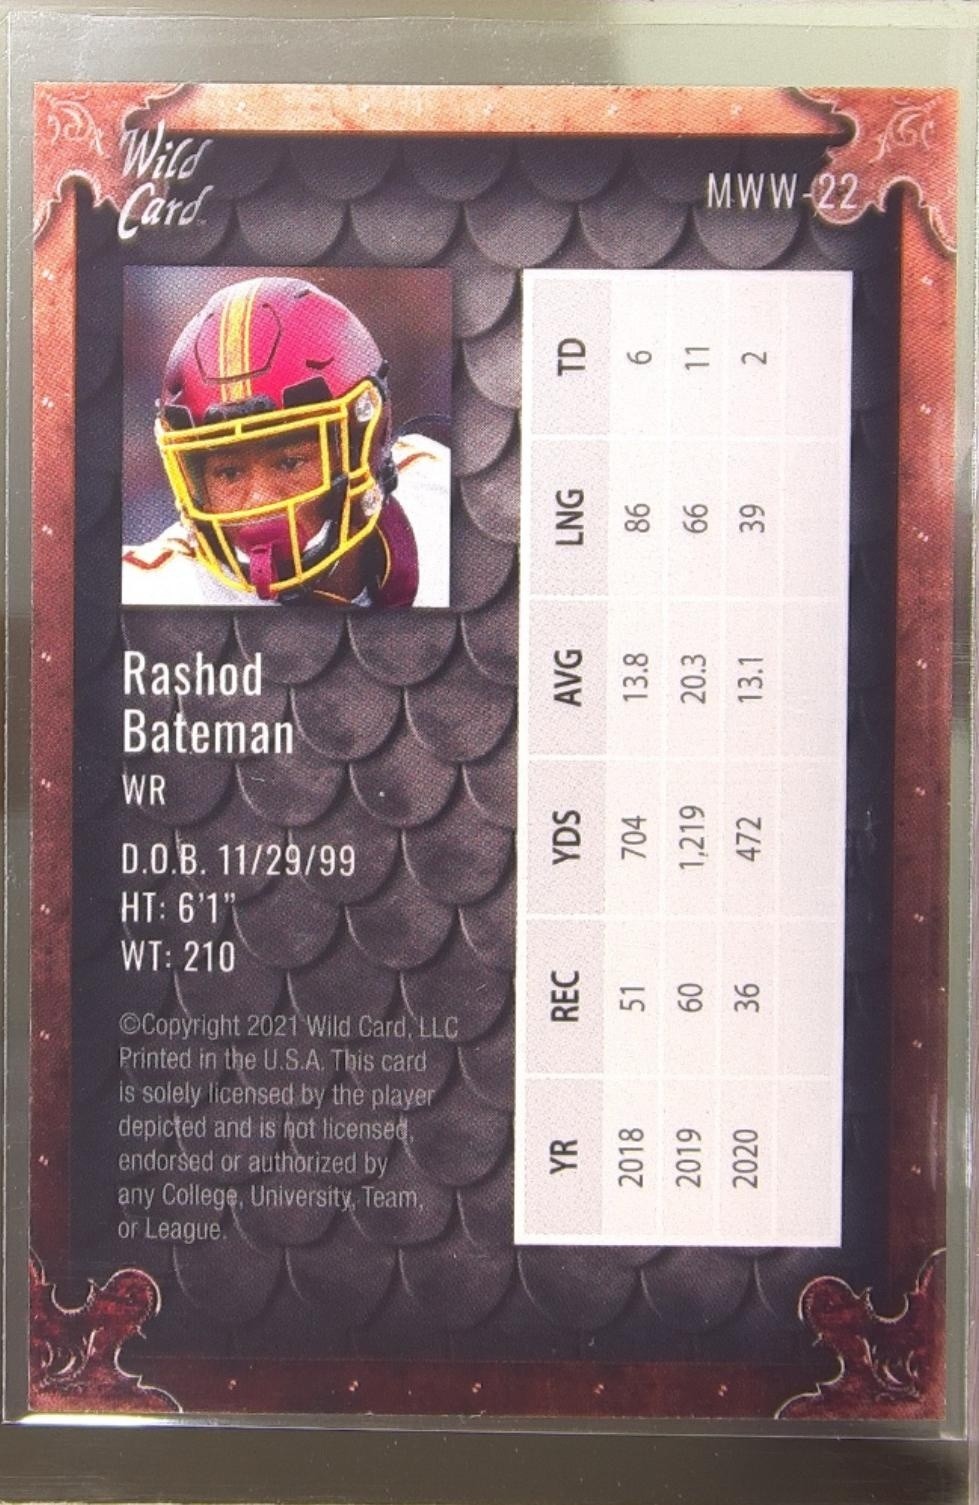 Wild
Card™
MWW-22
Rashod
Bateman
WR
D.O.B. 11/29/99
HT: 6'1"
WT: 210
©Copyright 2021 Wild Card, LLC
Printed in the U.S.A. This card
is solely licensed by the player
depicted and is not licensed,
endorsed or authorized by
any College, University, Team,
or League.
YR REC YDS AVG LNG TD
2018 51 704 13.8 86 6
2019 60 1,219 20.3 66 11
2020 36 472 13.1 39 2